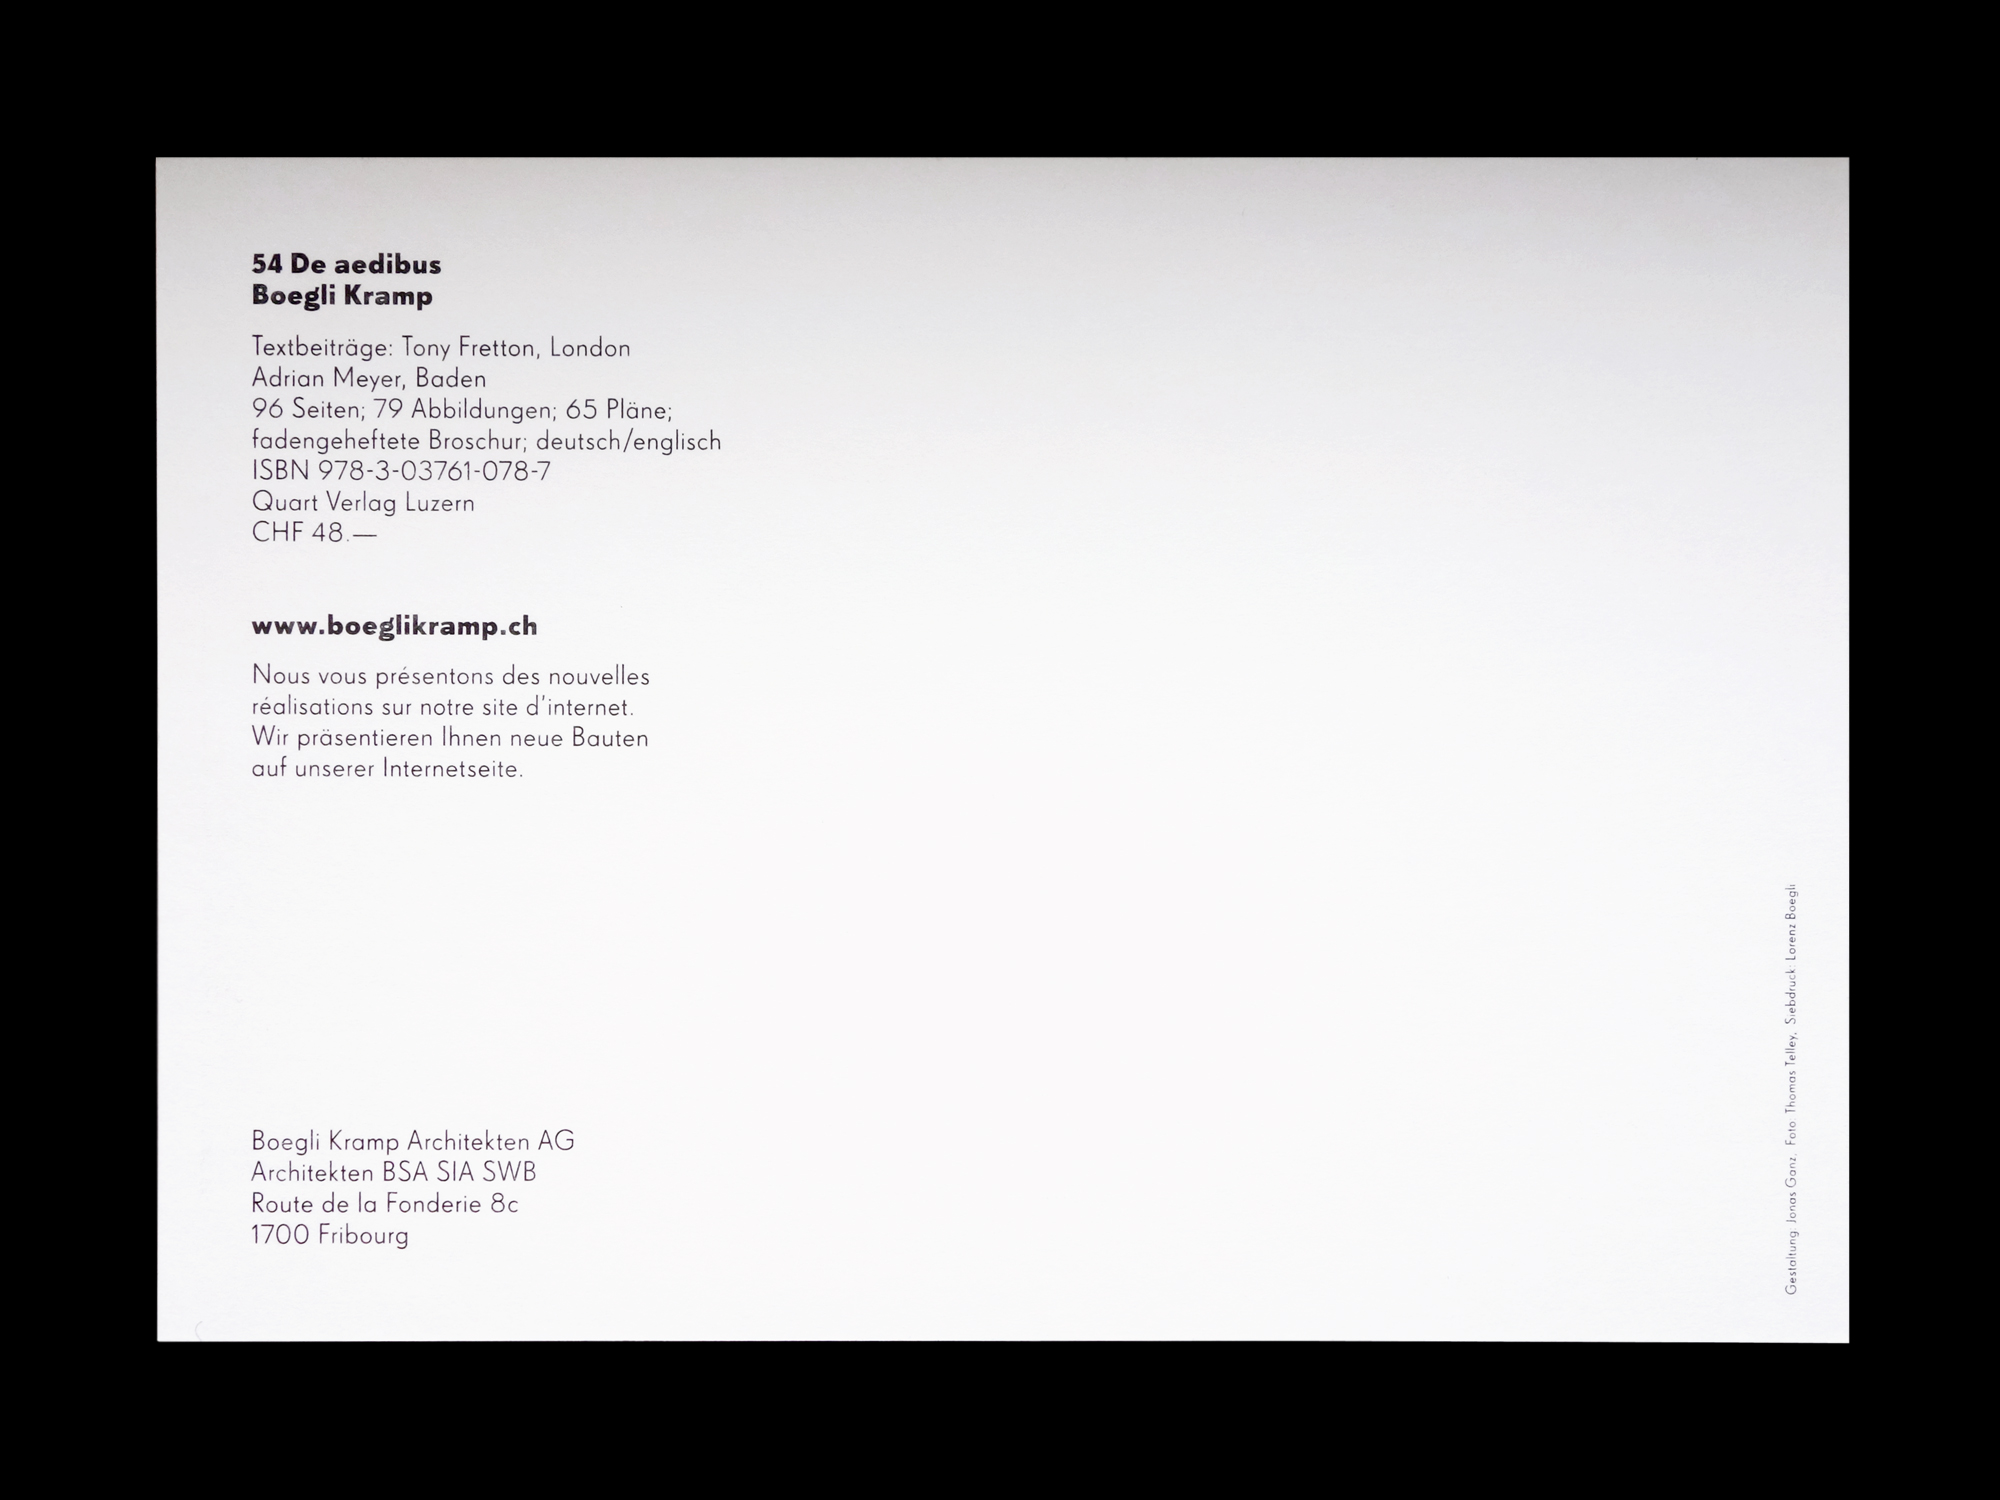 54 De aedibus
Boegli Kramp
Textbeiträge: Tony Fretton, London
Adrian Meyer, Baden
96 Seiten; 79 Abbildungen; 65 Pläne;
fadengeheftete Broschur; deutsch/englisch
ISBN 978-3-03761-078-7
Quart Verlag Luzern
CHF 48.—
www.boeglikramp.ch
Nous vous présentons des nouvelles
réalisations sur notre site d'internet.
Wir präsentieren Ihnen neue Bauten
auf unserer Internetseite.
Boegli Kramp Architekten AG
Architekten BSA SIA SWB
Route de la Fonderie 8c
1700 Fribourg
Gestaltung: Jonas Ganz, Foto: Thomas Telley, Siebdruck: Lorenz Boegli